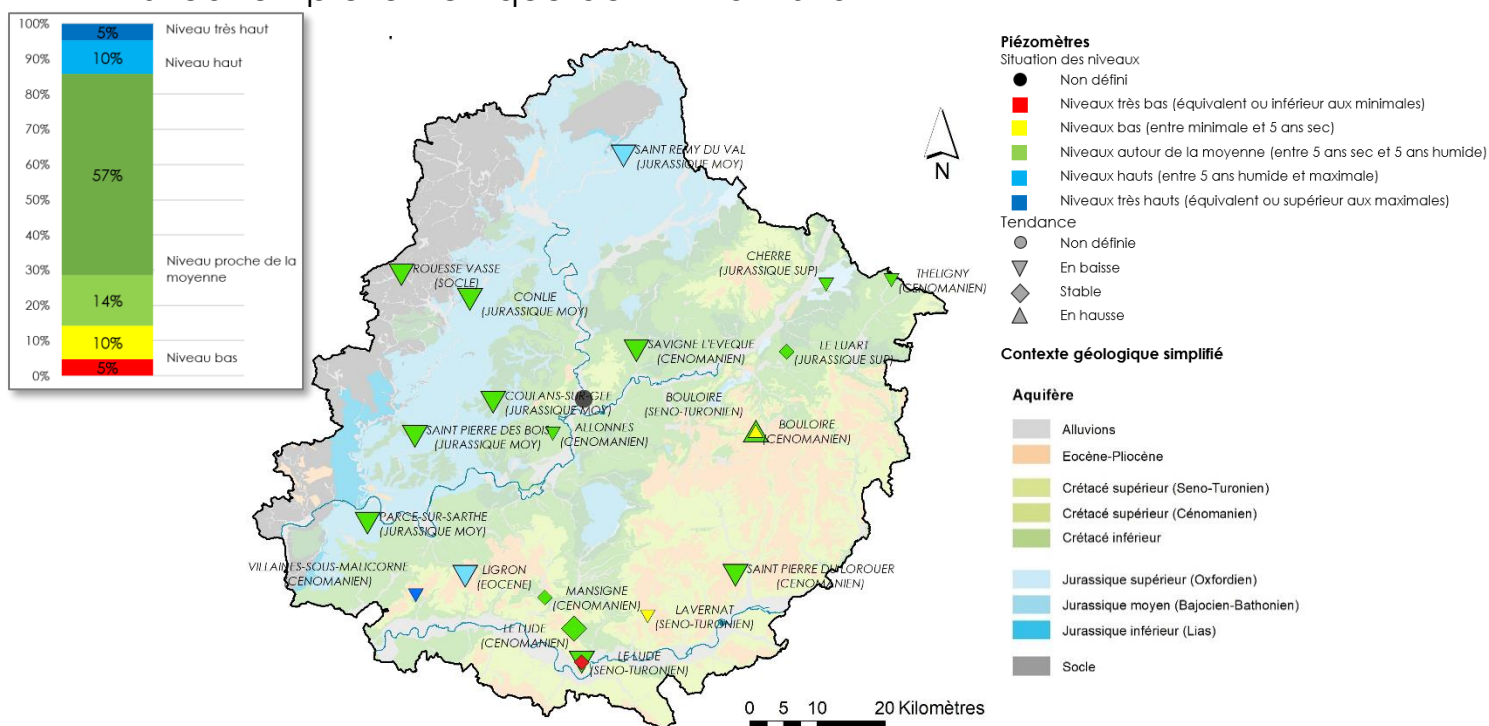 100%
90%
80%
70%
60%
50%
40%
30%
20%
10%
0%
5%
10%
57%
14%
10%
5%
Niveau très haut
Niveau haut
Niveau proche de la
moyenne
Niveau bas
SAINT REMY DU VAL
(JURASSIQUE MOY)
ROUESSE VASSE
(SOCLE)
CONLIE
(JURASSIQUE MOY)
CHERRE
(JURASSIQUE SUP)
THELIGNY
(CENOMANIEN)
SAVIGNE L'EVEQUE
(CENOMANIEN)
LE LUART
(JURASSIQUE SUP)
COULANS-SUR-GEE
(JURASSIQUE MOY)
BOULOIRE
(SENO-TURONIEN)
SAINT PIERRE DES BOIS
(JURASSIQUE MOY)
ALLONNES
(CENOMANIEN)
BOULOIRE
(CENOMANIEN)
PARCE-SUR-SARTHE
(JURASSIQUE MOY)
VILLAINES-SOUS-MALICORNE
(CENOMANIEN)
LIGRON
(EOCENE)
SAINT PIERRE DU LOROUER
(CENOMANIEN)
MANSIGNE
(CENOMANIEN)
LAVERNAT
(SENO-TURONIEN)
LE LUDE
(CENOMANIEN)
LE LUDE
(SENO-TURONIEN)
N
0 5 10 20 Kilomètres
Piézomètres
Situation des niveaux
Non défini
Niveaux très bas (équivalent ou inférieur aux minimales)
Niveaux bas (entre minimale et 5 ans sec)
Niveaux autour de la moyenne (entre 5 ans sec et 5 ans humide)
Niveaux hauts (entre 5 ans humide et maximale)
Niveaux très hauts (équivalent ou supérieur aux maximales)
Tendance
Non définie
En baisse
Stable
En hausse
Contexte géologique simplifié
Aquifère
Alluvions
Eocène-Pliocène
Crétacé supérieur (Seno-Turonien)
Crétacé supérieur (Cénomanien)
Crétacé inférieur
Jurassique supérieur (Oxfordien)
Jurassique moyen (Bajocien-Bathonien)
Jurassique inférieur (Lias)
Socle